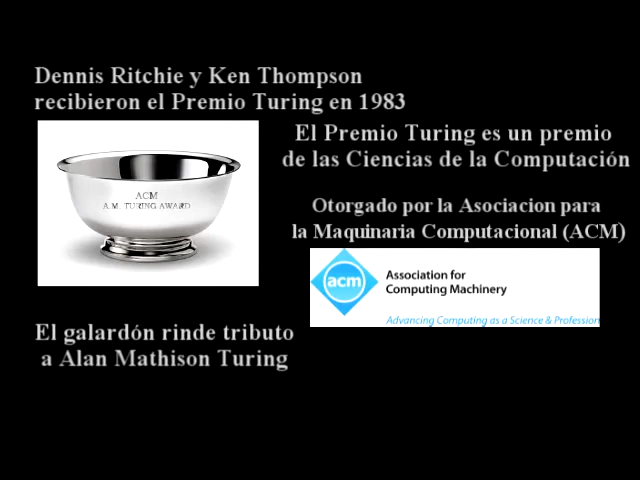 Dennis Ritchie y Ken Thompson
recibieron el Premio Turing en 1983
El Premio Turing es un premio
de las Ciencias de la Computación
ACM
A.M. TURING AWARD
Otorgado por la Asociacion para
la Maquinaria Computacional (ACM)
acm
Association for
Computing Machinery
Advancing Computing as a Science & Profession
El galardón rinde tributo
a Alan Mathison Turing